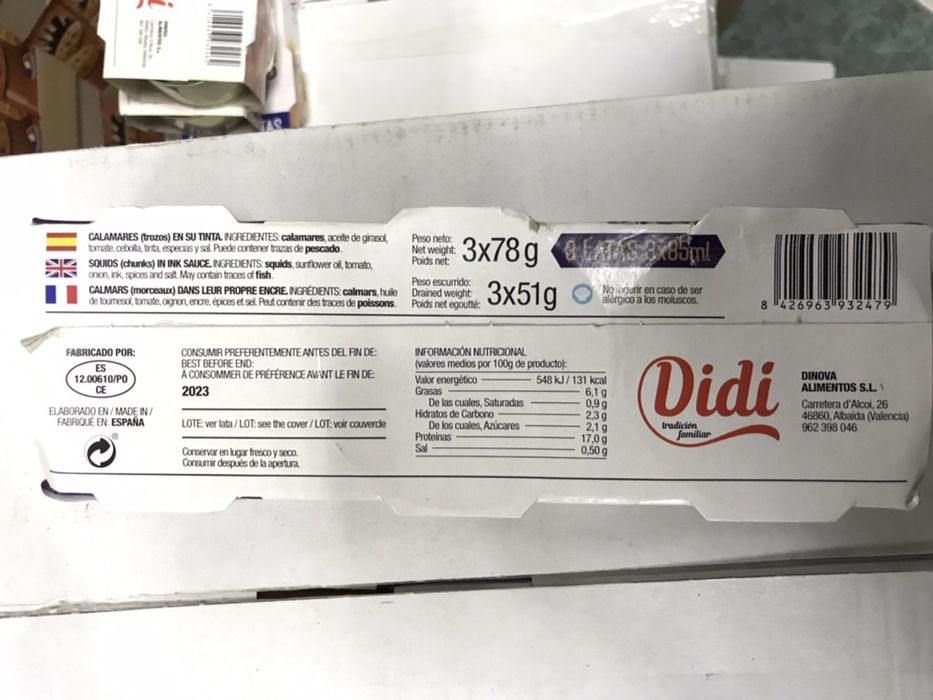 CALAMARES (trozos) EN SU TINTA. INGREDIENTES: calamares, aceite de girasol,
tomate, cebolla, tinta, especias y sal. Puede contener trazas de pescado.
SQUIDS (chunks) IN INK SAUCE. INGREDIENTS: squids, sunflower oil, tomato,
onion, ink, spices and salt. May contain traces of fish.
CALMARS (morceaux) DANS LEUR PROPRE ENCRE. INGRÉDIENTS: calmars, huile
de tournesol, tomate, oignon, encre, épices et sel. Peut contenir des traces de poissons.
Peso neto:
Net weight:
Poids net:
3x78g
Peso escurrido:
Drained weight:
Poids net egoutté:
3x51g
LATAS 3x85ml
No ingerir en caso de ser
alérgico a los moluscos.
8 426963 932479
FABRICADO POR:
ES
12.00610/PO
CE
ELABORADO EN / MADE IN /
FABRIQUÉ EN: ESPAÑA
®
CONSUMIR PREFERENTEMENTE ANTES DEL FIN DE:
BEST BEFORE END:
À CONSOMMER DE PRÉFÉRENCE AVANT LE FIN DE:
2023
LOTE: ver lata / LOT: see the cover / LOT: voir couvercle
Conservar en lugar fresco y seco.
Consumir después de la apertura.
INFORMACIÓN NUTRICIONAL
(valores medios por 100g de producto):
Valor energético 548 kJ / 131 kcal
Grasas 6,1 g
De las cuales, Saturadas 0,9 g
Hidratos de Carbono 2,3 g
De los cuales, Azúcares 2,1 g
Proteínas 17,0 g
Sal 0,50 g
Didi
tradición
familiar
DINOVA
ALIMENTOS S.L.
Carretera d'Alcoi, 26
46860, Albaida (Valencia)
962 398 046